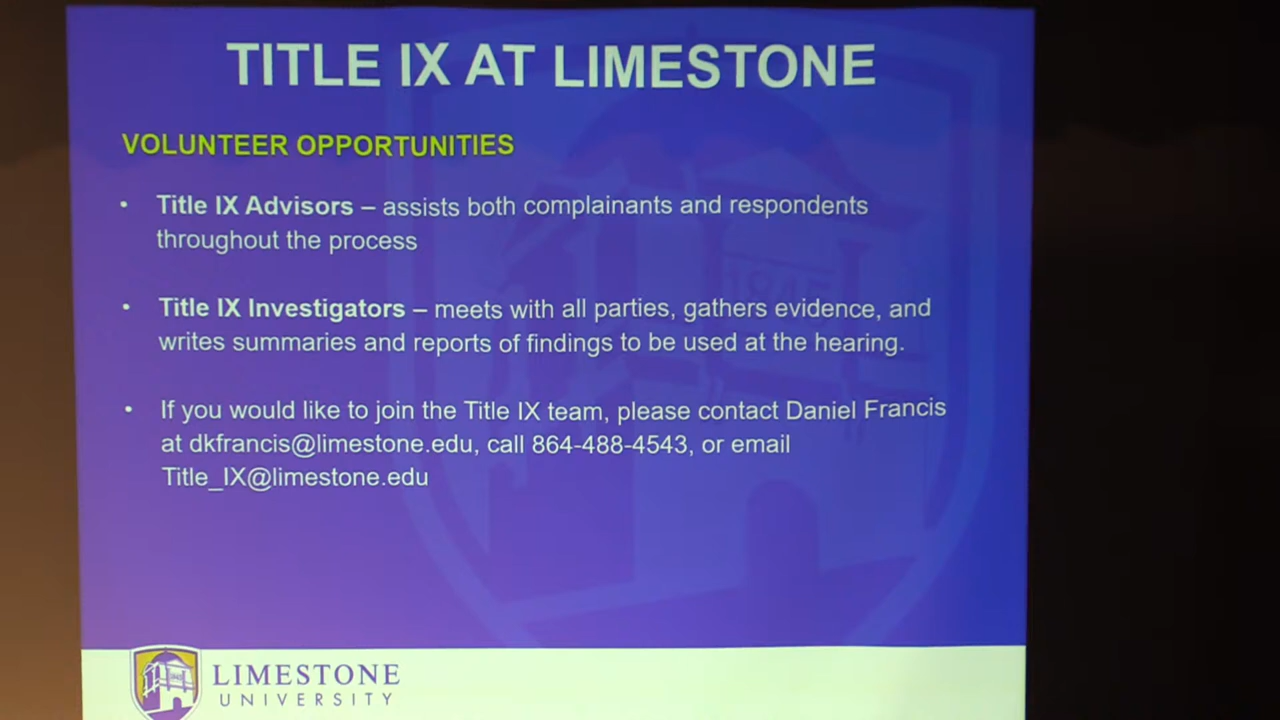 TITLE IX AT LIMESTONE
VOLUNTEER OPPORTUNITIES
• Title IX Advisors – assists both complainants and respondents
throughout the process
• Title IX Investigators – meets with all parties, gathers evidence, and
writes summaries and reports of findings to be used at the hearing.
• If you would like to join the Title IX team, please contact Daniel Francis
at dkfrancis@limestone.edu, call 864-488-4543, or email
Title_IX@limestone.edu
LIMESTONE
UNIVERSITY